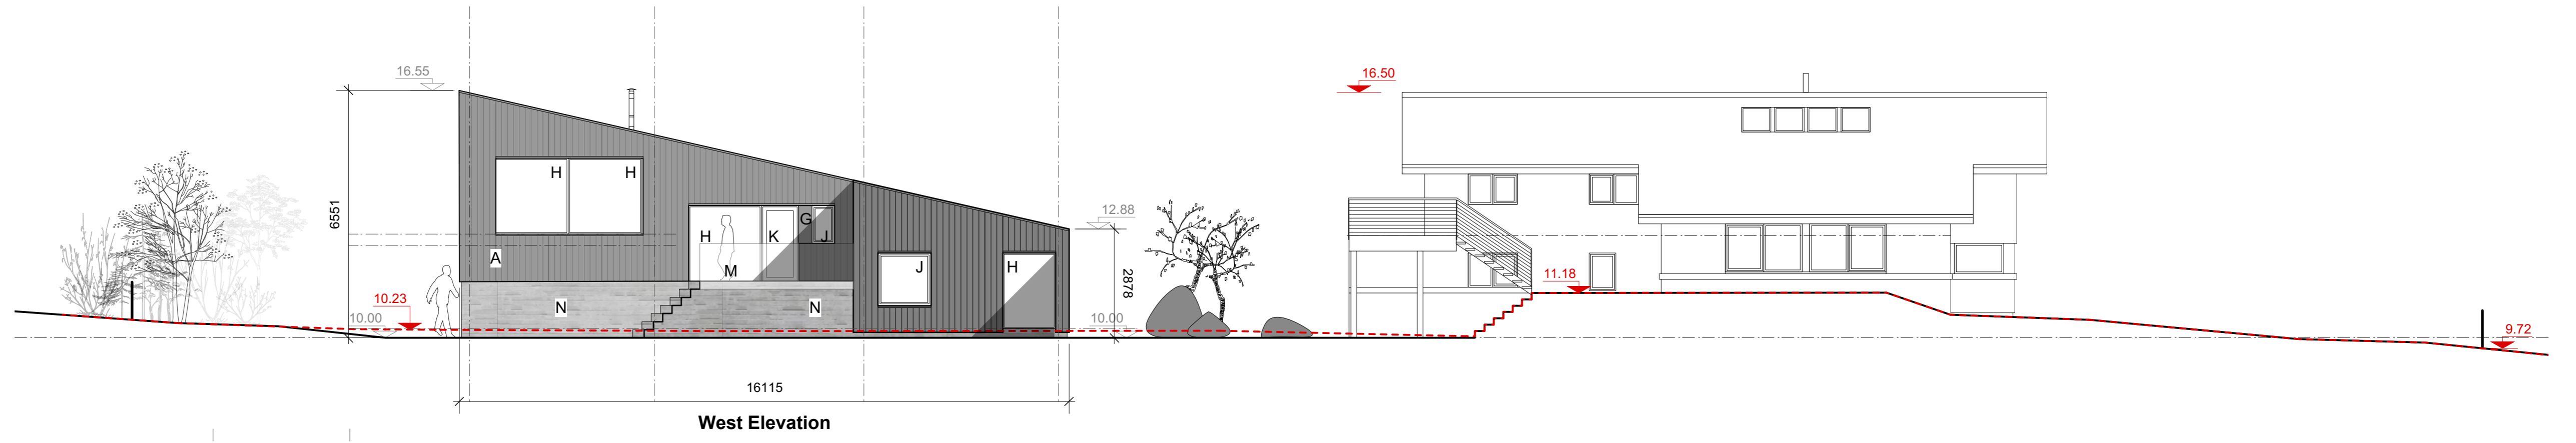 16.55
16.50
6551
H H
12.88
G
H K J
A
M
J H
2878
11.18
10.23
N N
10.00
10.00
9.72
16115
West Elevation